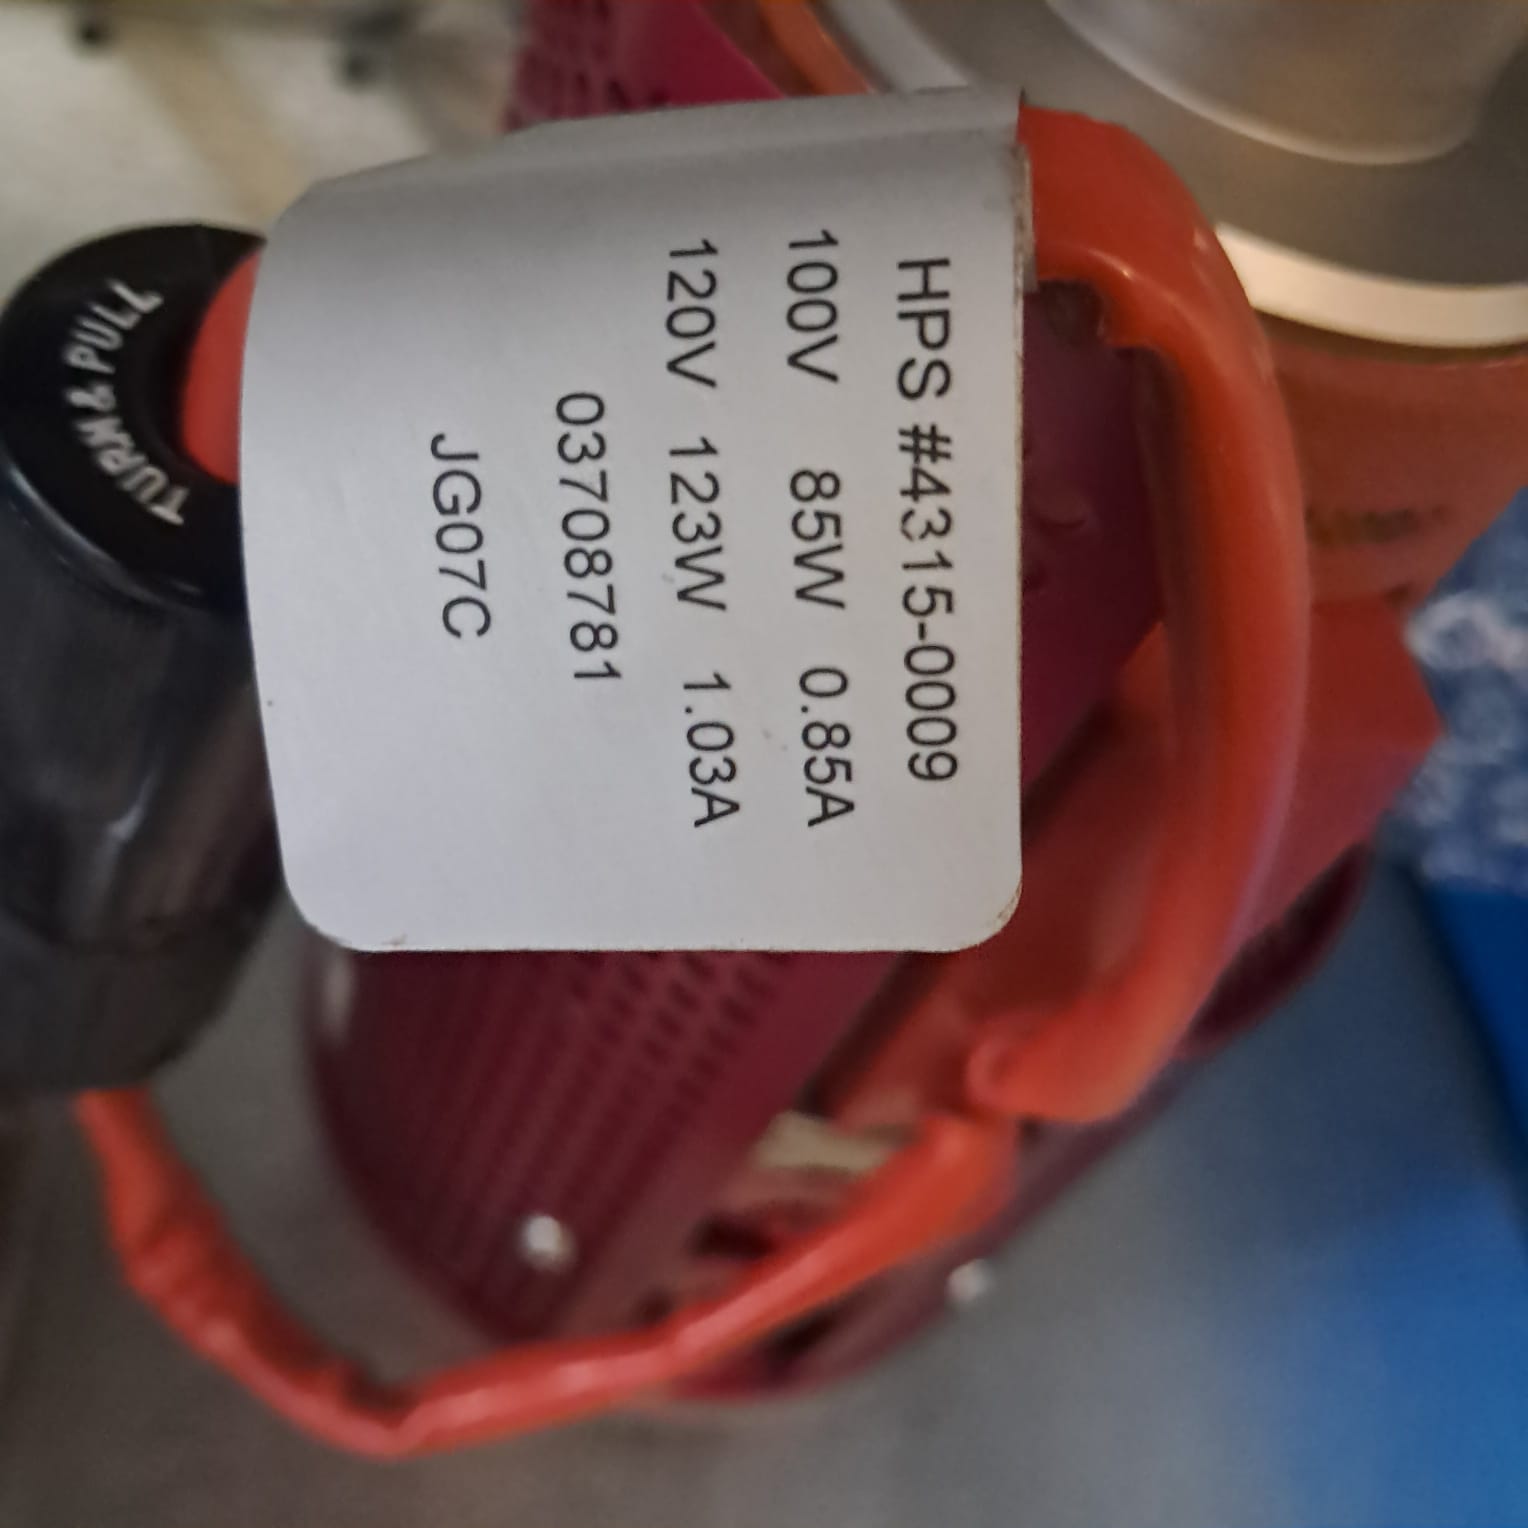 HPS #4315-0009
100V 85W 0.85A
120V 123W 1.03A
03708781
JG07C
TURN & PULL